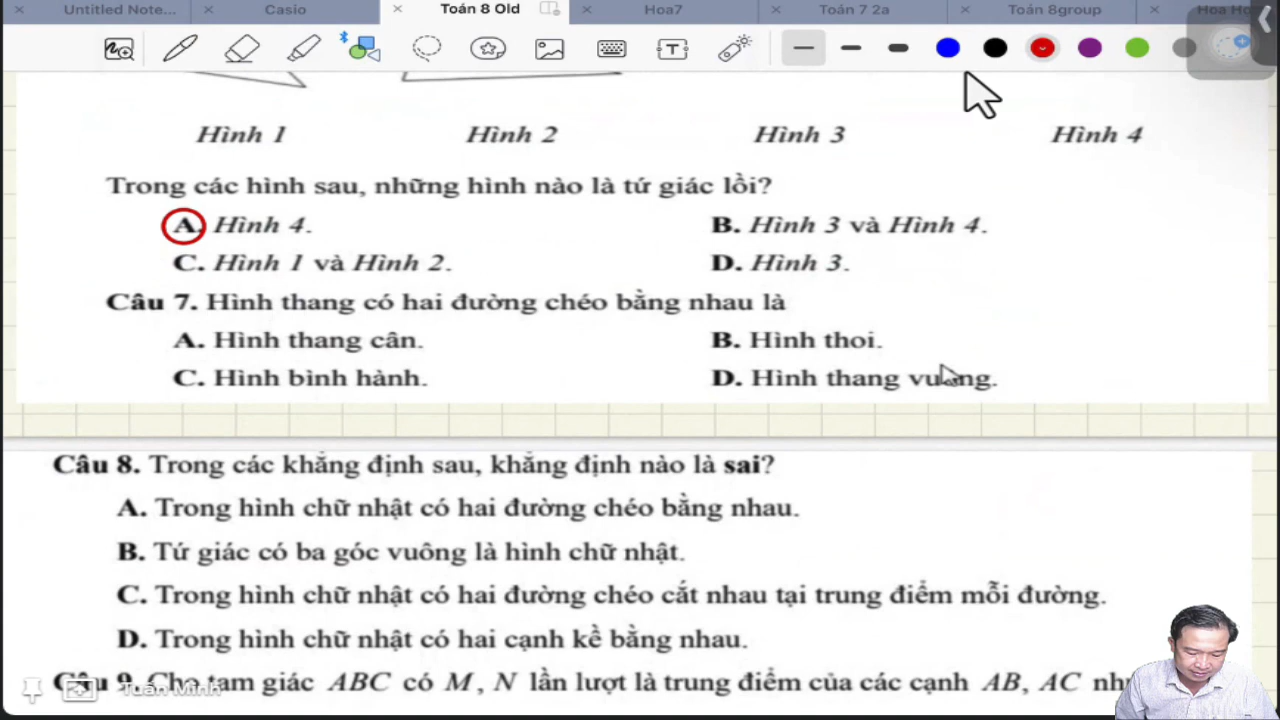 Untitled Note...
Casio
Toán 8 Old
Hoa7
Toán 7 2a
Toán 8group
Hình 1
Hình 2
Hình 3
Hình 4
Trong các hình sau, những hình nào là tứ giác lồi?
A. Hình 4.
B. Hình 3 và Hình 4.
C. Hình 1 và Hình 2.
D. Hình 3.
Câu 7. Hình thang có hai đường chéo bằng nhau là
A. Hình thang cân.
B. Hình thoi.
C. Hình bình hành.
D. Hình thang vuông.
Câu 8. Trong các khẳng định sau, khẳng định nào là sai?
A. Trong hình chữ nhật có hai đường chéo bằng nhau.
B. Tứ giác có ba góc vuông là hình chữ nhật.
C. Trong hình chữ nhật có hai đường chéo cắt nhau tại trung điểm mỗi đường.
D. Trong hình chữ nhật có hai cạnh kề bằng nhau.
Câu 9. Cho tam giác ABC có M, N lần lượt là trung điểm của các cạnh AB, AC
Tuấn Minh